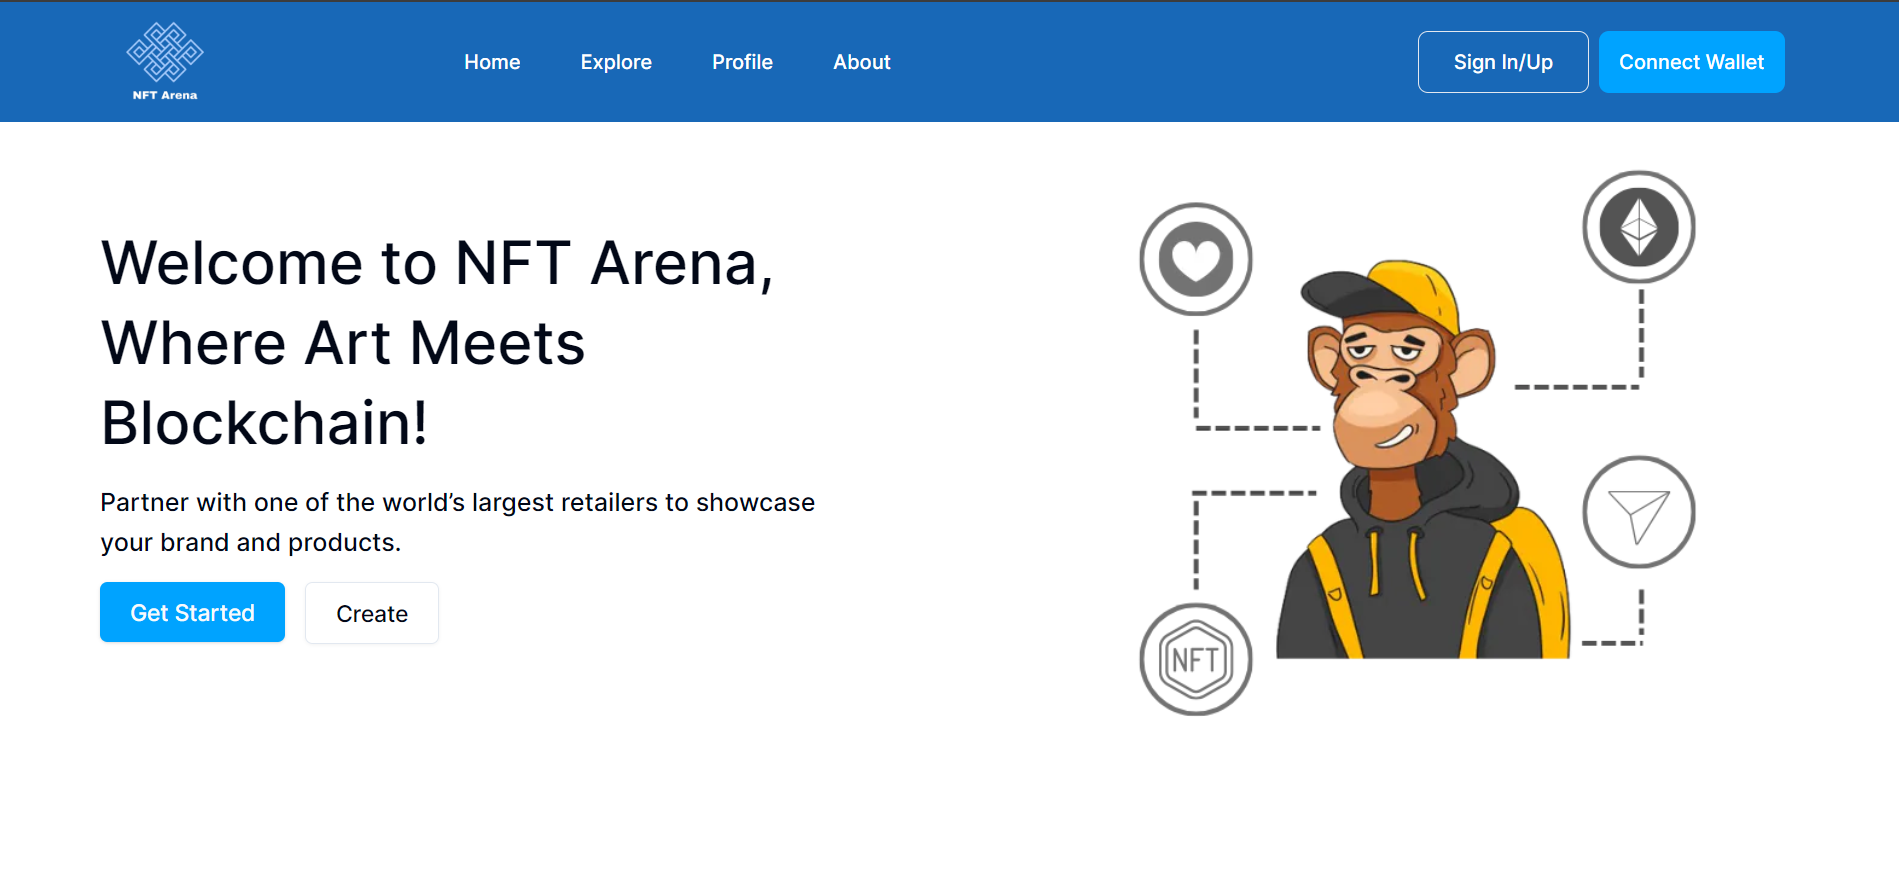 NFT Arena
Home
Explore
Profile
About
Sign In/Up
Connect Wallet
Welcome to NFT Arena,
Where Art Meets
Blockchain!
Partner with one of the world’s largest retailers to showcase
your brand and products.
Get Started
Create
NFT